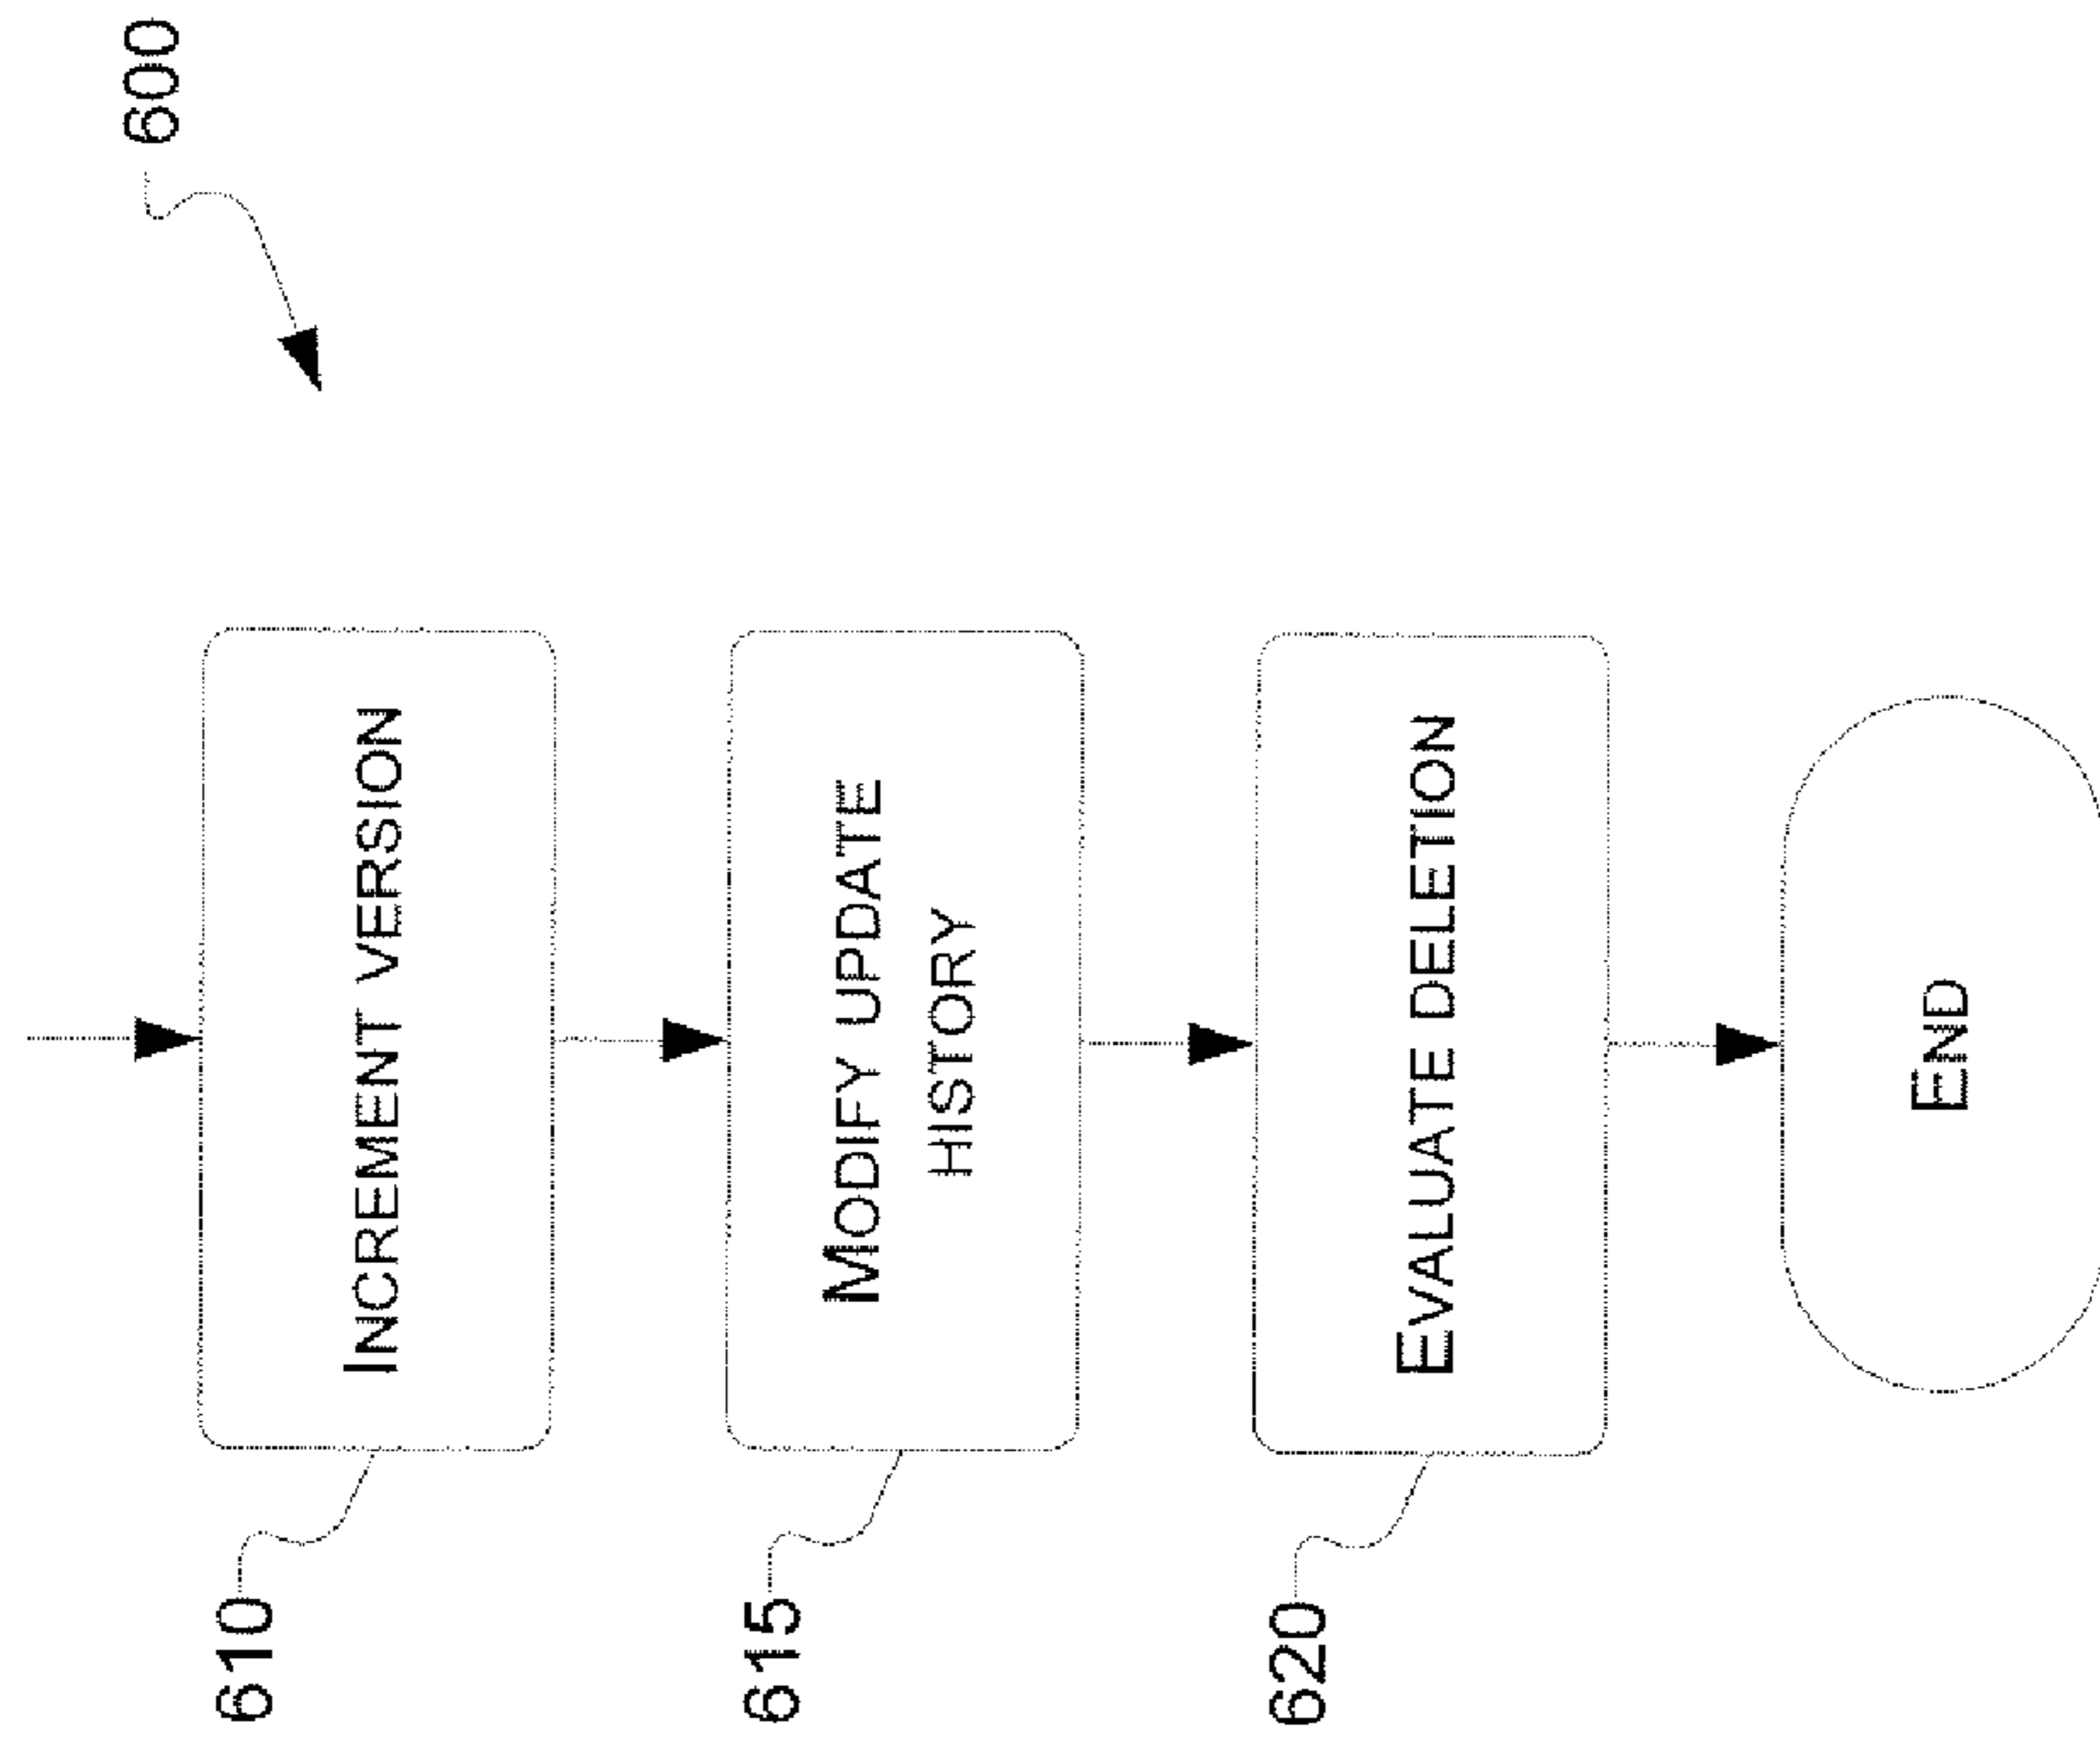 600
610
INCREMENT VERSION
615
MODIFY UPDATE
HISTORY
620
EVALUATE DELETION
END